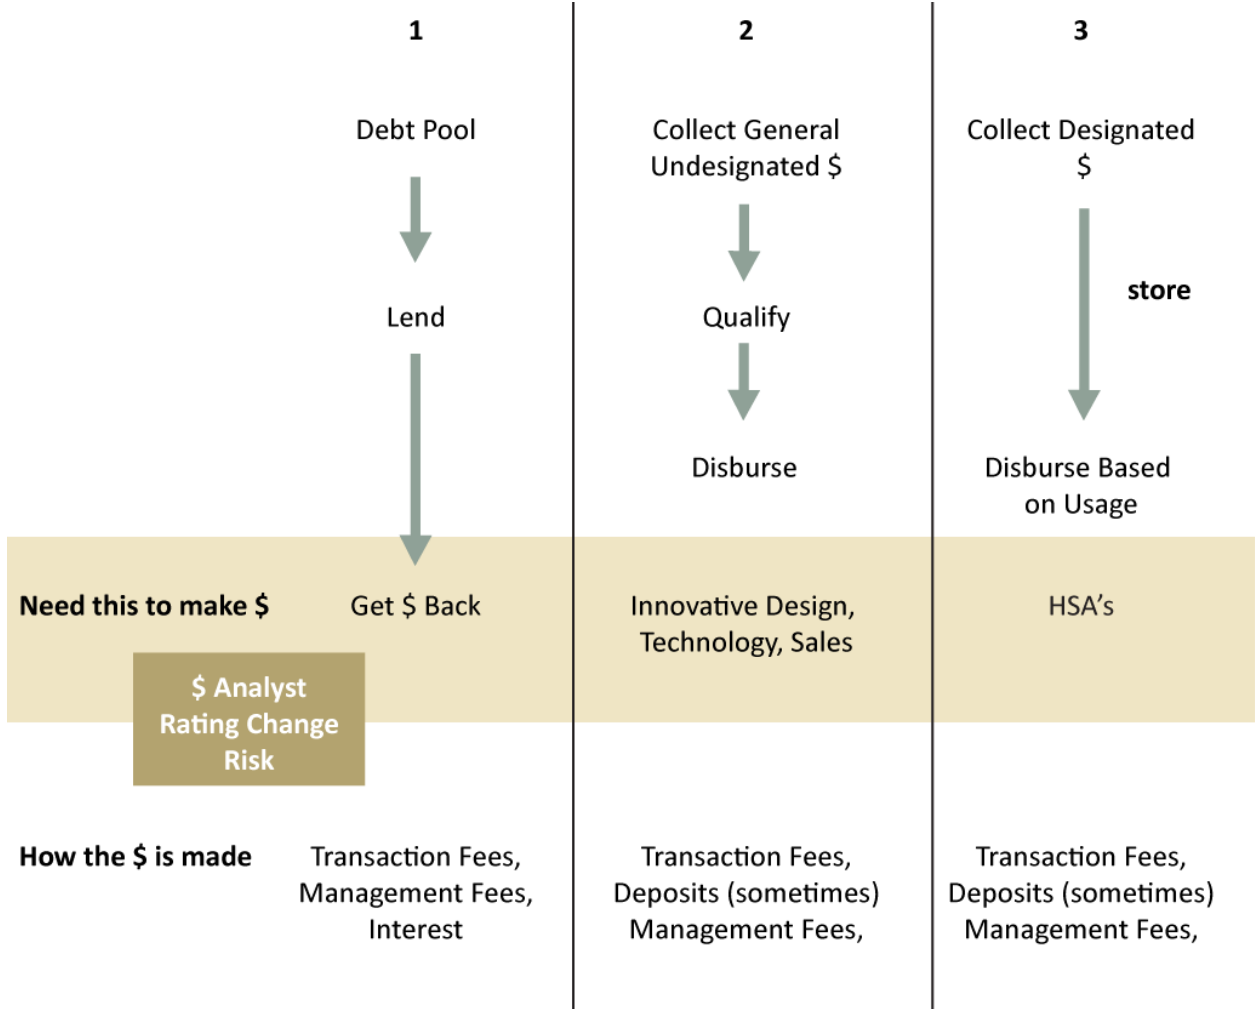 1
2
3
Debt Pool
Collect General
Undesignated $
Collect Designated
$
store
Lend
Qualify
Disburse
Disburse Based
on Usage
Need this to make $
Get $ Back
Innovative Design,
Technology, Sales
HSA's
$ Analyst
Rating Change
Risk
How the $ is made
Transaction Fees,
Management Fees,
Interest
Transaction Fees,
Deposits (sometimes)
Management Fees,
Transaction Fees,
Deposits (sometimes)
Management Fees,